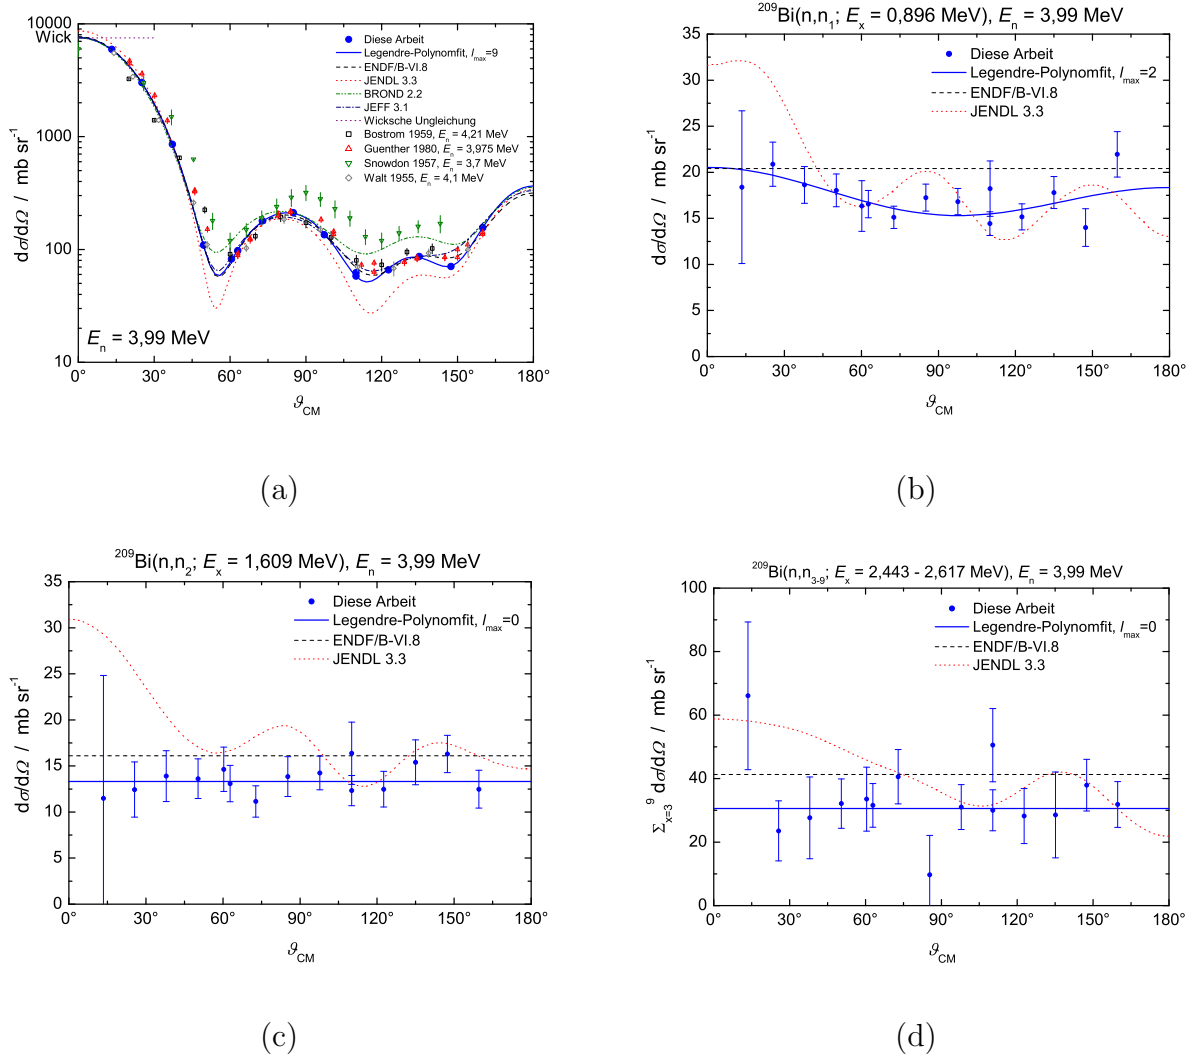 10000
Wick
1000
100
10
0°
30°
60°
90°
120°
150°
180°
dσ/dΩ / mb sr⁻¹
ϑCM
Diese Arbeit
Legendre-Polynomfit, lmax=9
ENDF/B-VI.8
JENDL 3.3
BROND 2.2
JEFF 3.1
Wicksche Ungleichung
Bostrom 1959, En = 4,21 MeV
Guenther 1980, En = 3,975 MeV
Snowdon 1957, En = 3,7 MeV
Walt 1955, En = 4,1 MeV
En = 3,99 MeV
(a)
²⁰⁹Bi(n,n₁; Ex = 0,896 MeV), En = 3,99 MeV
35
30
25
20
15
10
5
0
0°
30°
60°
90°
120°
150°
180°
dσ/dΩ / mb sr⁻¹
ϑCM
Diese Arbeit
Legendre-Polynomfit, lmax=2
ENDF/B-VI.8
JENDL 3.3
(b)
²⁰⁹Bi(n,n₂; Ex = 1,609 MeV), En = 3,99 MeV
35
30
25
20
15
10
5
0
0°
30°
60°
90°
120°
150°
180°
dσ/dΩ / mb sr⁻¹
ϑCM
Diese Arbeit
Legendre-Polynomfit, lmax=0
ENDF/B-VI.8
JENDL 3.3
(c)
²⁰⁹Bi(n,n₃₋₉; Ex = 2,443 - 2,617 MeV), En = 3,99 MeV
100
80
60
40
20
0
0°
30°
60°
90°
120°
150°
180°
Σx=3⁹ dσ/dΩ / mb sr⁻¹
ϑCM
Diese Arbeit
Legendre-Polynomfit, lmax=0
ENDF/B-VI.8
JENDL 3.3
(d)